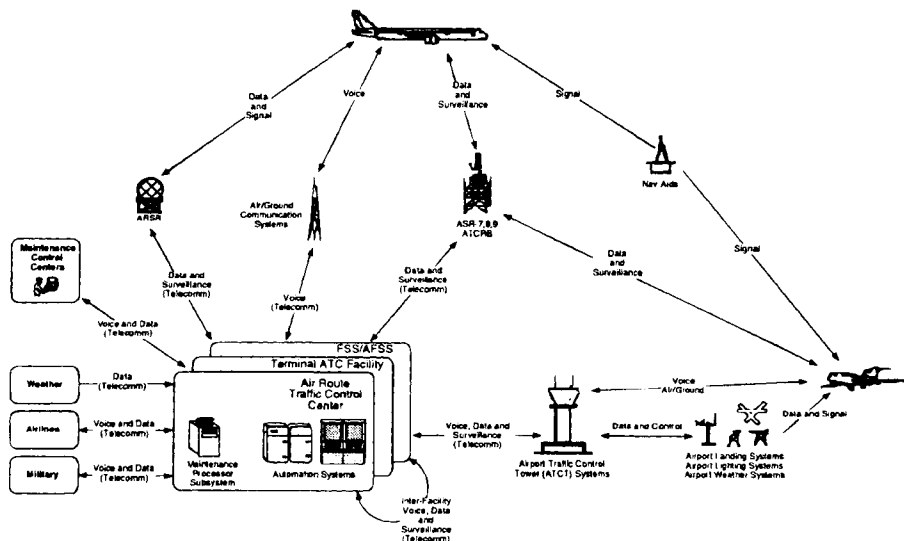 Data
and
Signal
Voice
Data
and
Surveillance
Signal
ARSR
Air/Ground
Communication
Systems
ASR 7,8,9
ATCRB
Nav Aids
Maintenance
Control
Centers
Data and
Surveillance
(Telecomm)
Voice
(Telecomm)
Data and
Surveillance
(Telecomm)
Data
and
Surveillance
Signal
Voice and Data
(Telecomm)
FSS/AFSS
Terminal ATC Facility
Air Route
Traffic Control
Center
Weather
Data
(Telecomm)
Airlines
Voice and Data
(Telecomm)
Military
Voice and Data
(Telecomm)
Maintenance
Processor
Subsystem
Automation Systems
Voice, Data and
Surveillance
(Telecomm)
Voice
Air/Ground
Airport Traffic Control
Tower (ATCT) Systems
Data and Control
Data and Signal
Airport Landing Systems
Airport Lighting Systems
Airport Weather Systems
Inter-Facility
Voice, Data
and
Surveillance
(Telecomm)